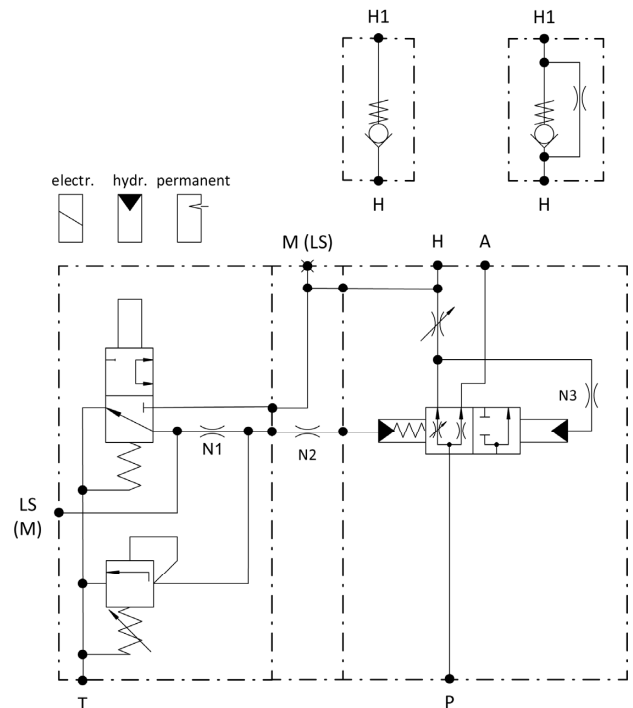 H1 H1
H H
electr. hydr. permanent
M (LS) H A
N3
N1 N2
LS
(M)
T P